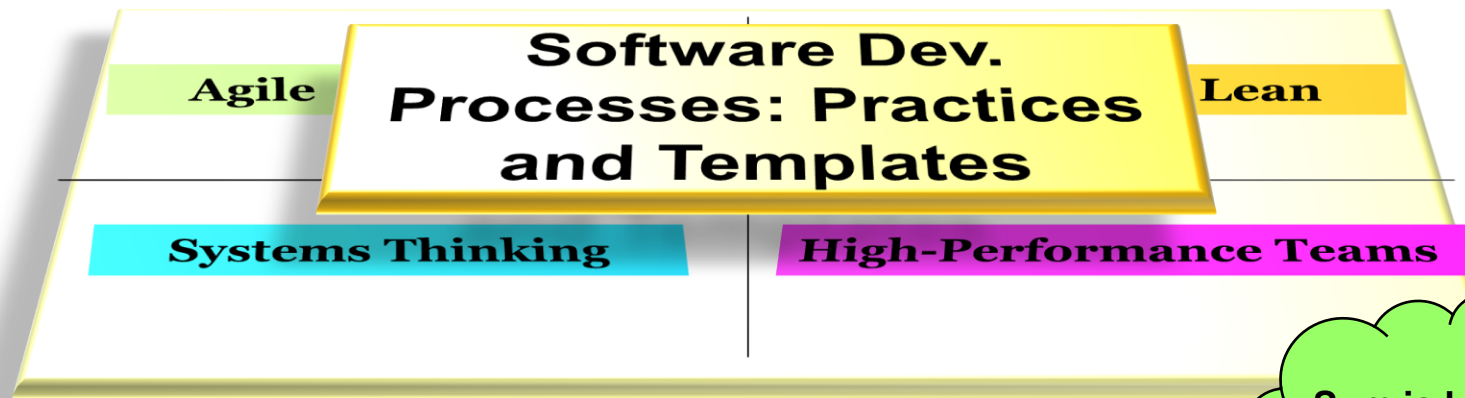 Software Dev.
Processes: Practices
and Templates
Agile
Lean
Systems Thinking
High-Performance Teams